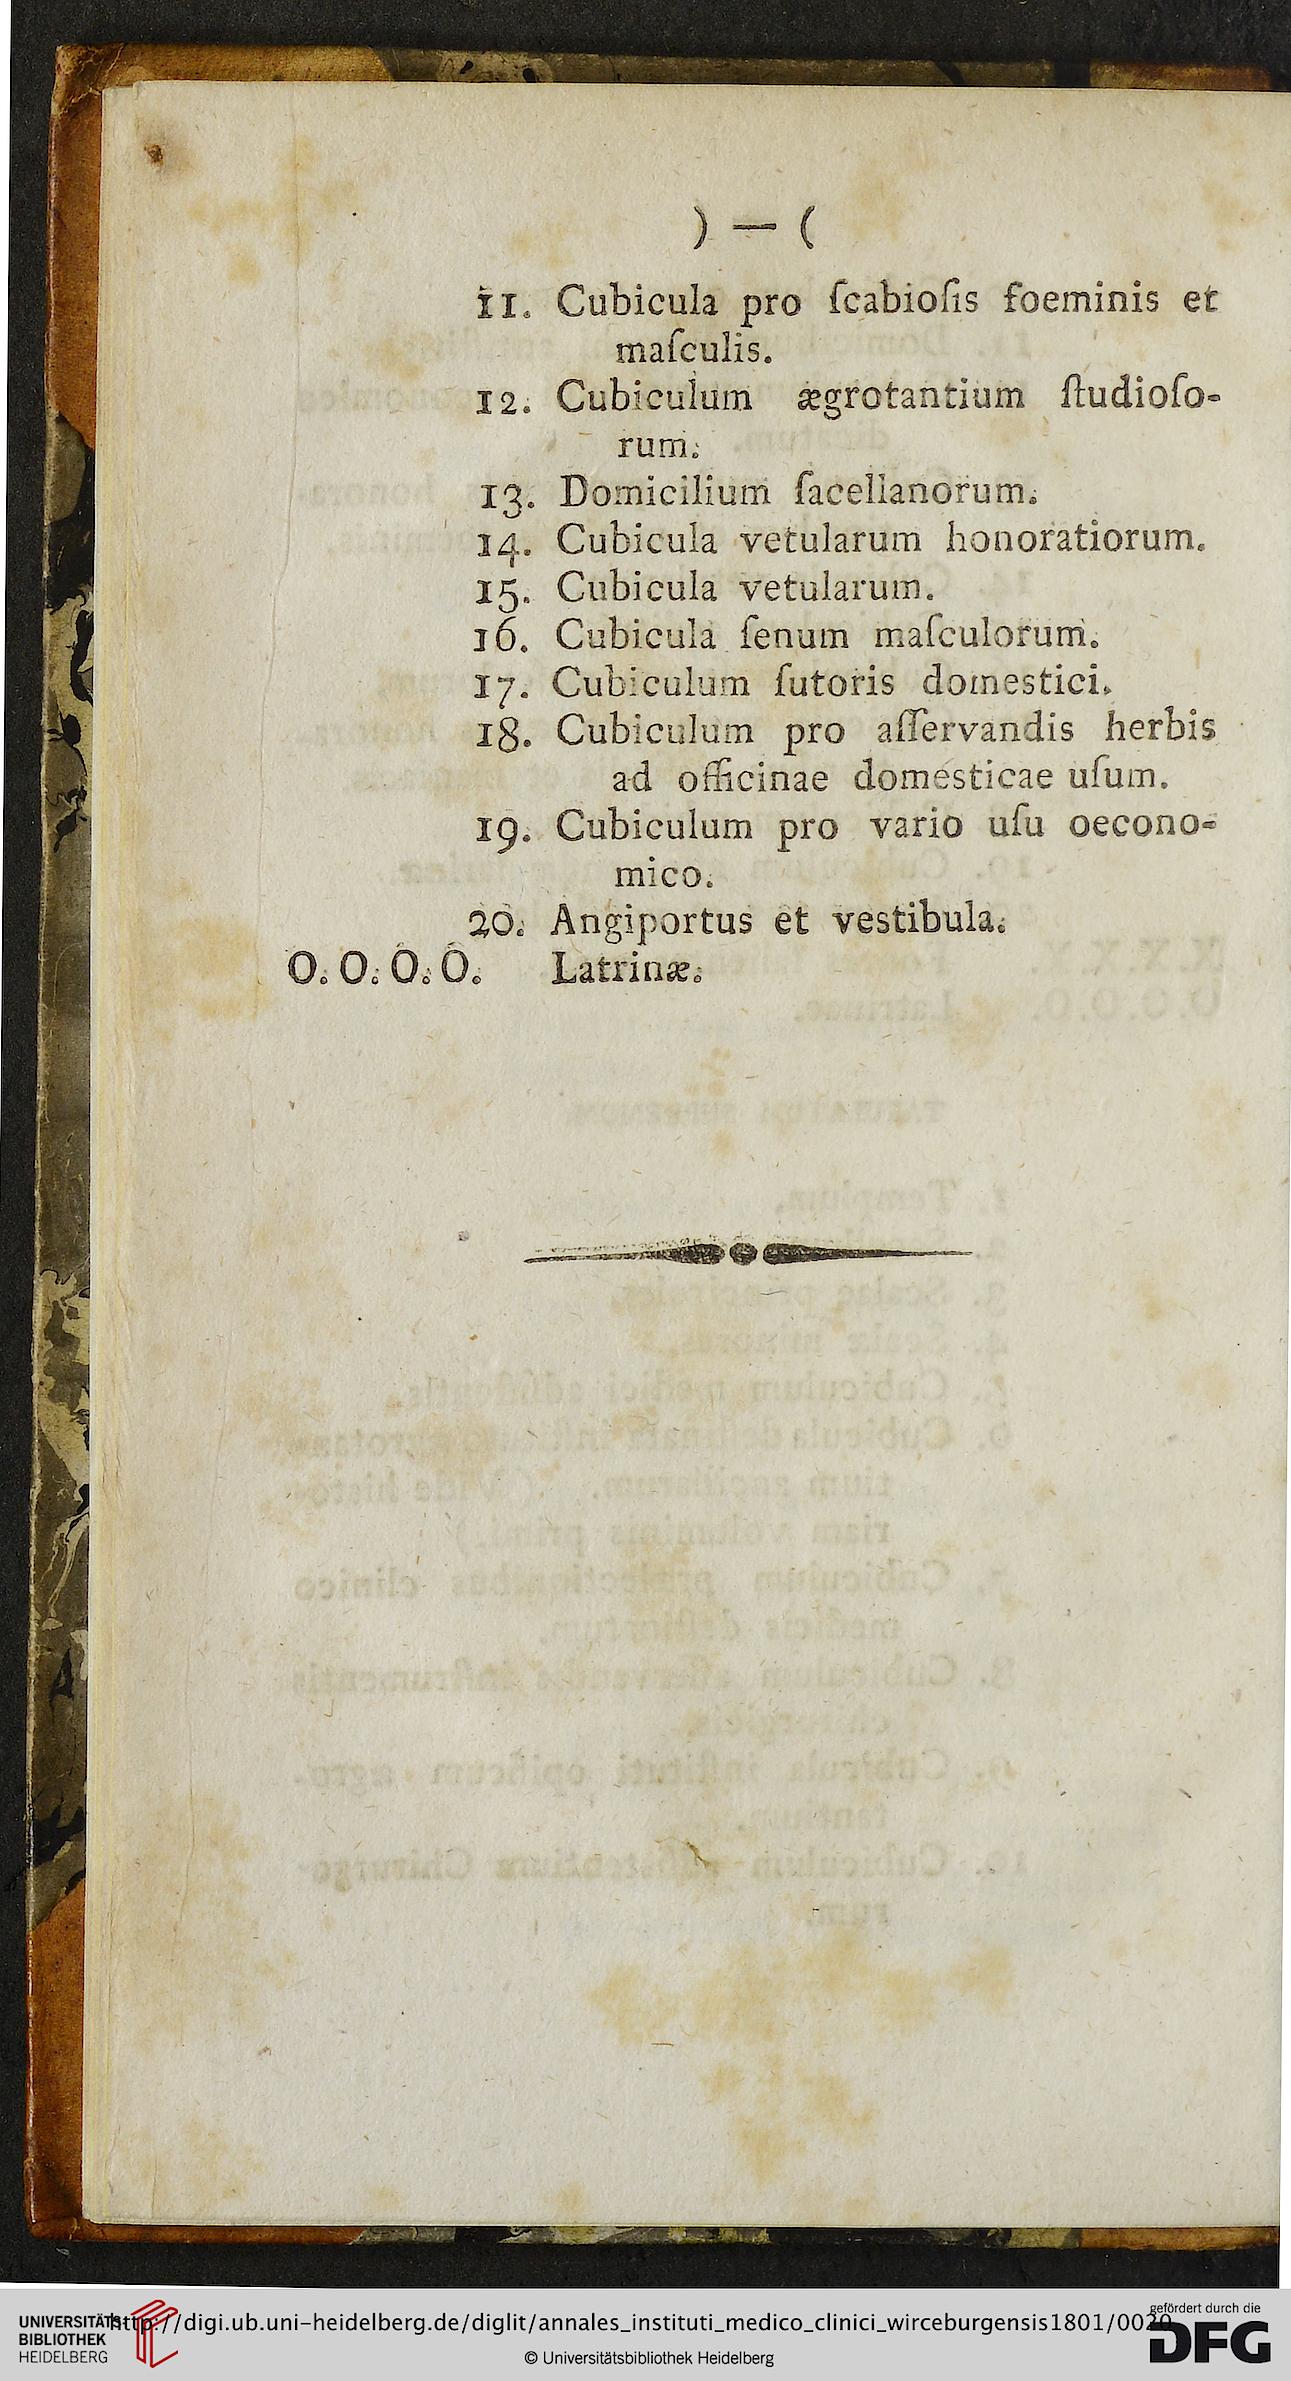 ) — (
11. Cubicula pro ſcabioſis foeminis et
maſculis.
12. Cubiculum ægrotantium ſtudioſo-
rum.
13. Domicilium ſacellanorum.
14. Cubicula vetularum honoratiorum.
15. Cubicula vetularum.
16. Cubicula ſenum maſculorum.
17. Cubiculum ſutoris domestici.
18. Cubiculum pro aſſervandis herbis
ad officinae domesticae uſum.
19. Cubiculum pro vario uſu oecono-
mico.
20. Angiportus et vestibula.
O. O. O. O. Latrinæ.
UNIVERSITÄTS-
BIBLIOTHEK
HEIDELBERG
http://digi.ub.uni-heidelberg.de/diglit/annales_instituti_medico_clinici_wirceburgensis1801/0020
© Universitätsbibliothek Heidelberg
gefördert durch die
DFG